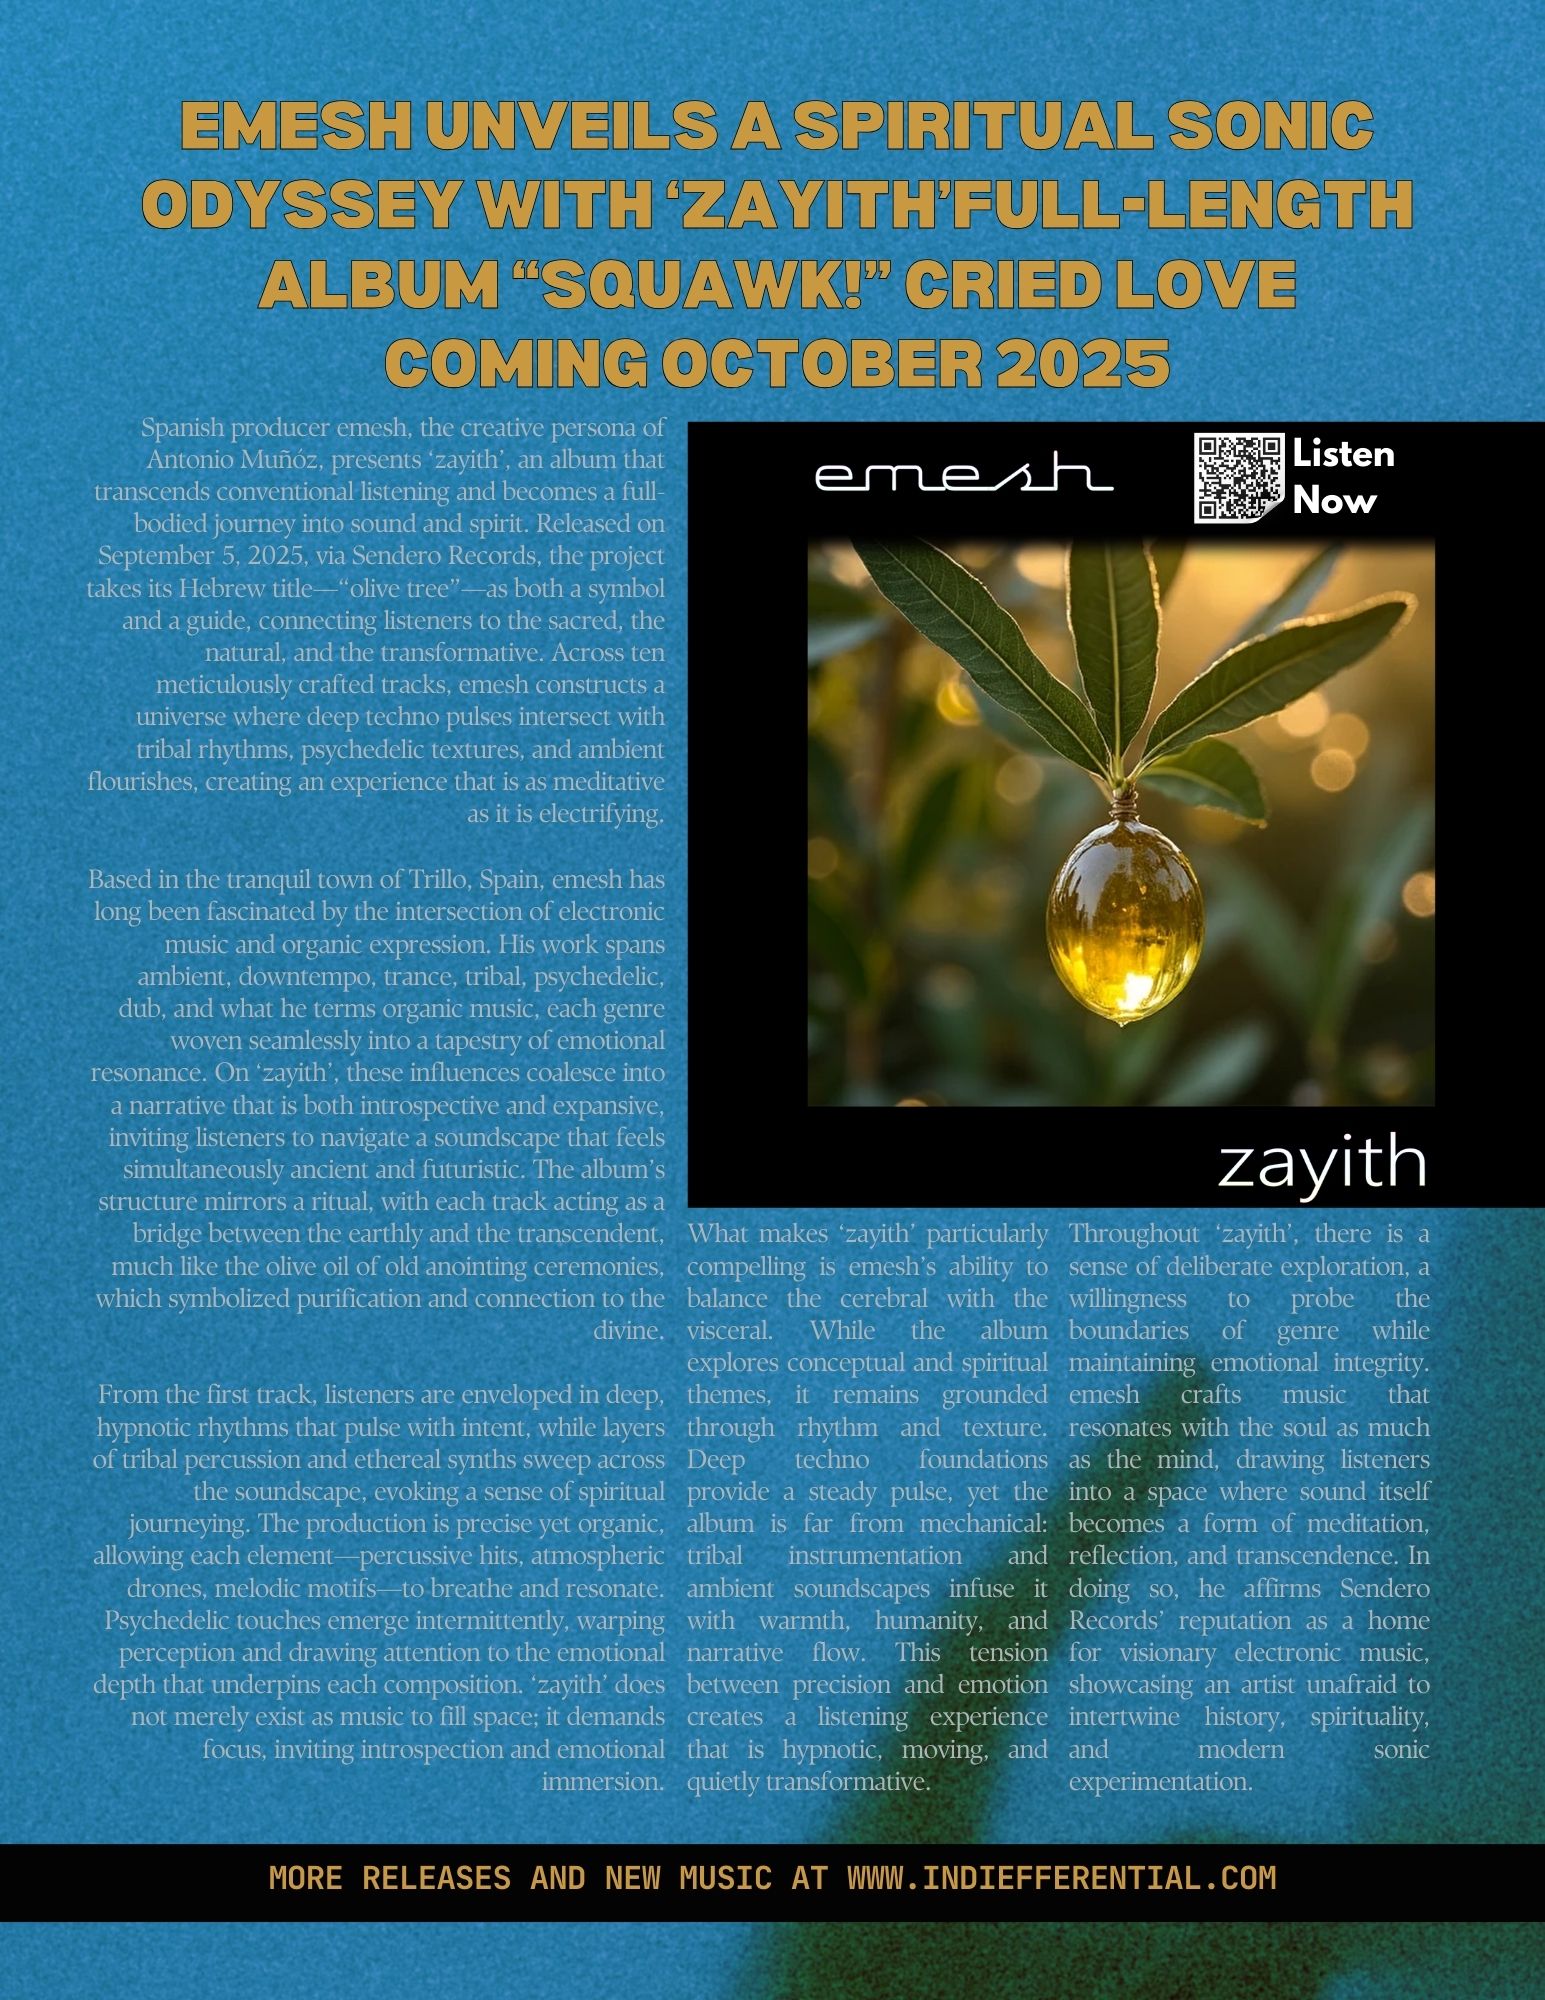 EMESH UNVEILS A SPIRITUAL SONIC
ODYSSEY WITH ‘ZAYITH’FULL-LENGTH
ALBUM “SQUAWK!” CRIED LOVE
COMING OCTOBER 2025
Spanish producer emesh, the creative persona of
Antonio Muñóz, presents ‘zayith’, an album that
transcends conventional listening and becomes a full-
bodied journey into sound and spirit. Released on
September 5, 2025, via Sendero Records, the project
takes its Hebrew title—“olive tree”—as both a symbol
and a guide, connecting listeners to the sacred, the
natural, and the transformative. Across ten
meticulously crafted tracks, emesh constructs a
universe where deep techno pulses intersect with
tribal rhythms, psychedelic textures, and ambient
flourishes, creating an experience that is as meditative
as it is electrifying.
Based in the tranquil town of Trillo, Spain, emesh has
long been fascinated by the intersection of electronic
music and organic expression. His work spans
ambient, downtempo, trance, tribal, psychedelic,
dub, and what he terms organic music, each genre
woven seamlessly into a tapestry of emotional
resonance. On ‘zayith’, these influences coalesce into
a narrative that is both introspective and expansive,
inviting listeners to navigate a soundscape that feels
simultaneously ancient and futuristic. The album’s
structure mirrors a ritual, with each track acting as a
bridge between the earthly and the transcendent,
much like the olive oil of old anointing ceremonies,
which symbolized purification and connection to the
divine.
From the first track, listeners are enveloped in deep,
hypnotic rhythms that pulse with intent, while layers
of tribal percussion and ethereal synths sweep across
the soundscape, evoking a sense of spiritual
journeying. The production is precise yet organic,
allowing each element—percussive hits, atmospheric
drones, melodic motifs—to breathe and resonate.
Psychedelic touches emerge intermittently, warping
perception and drawing attention to the emotional
depth that underpins each composition. ‘zayith’ does
not merely exist as music to fill space; it demands
focus, inviting introspection and emotional
immersion.
emesh
Listen
Now
zayith
What makes ‘zayith’ particularly
compelling is emesh’s ability to
balance the cerebral with the
visceral. While the album
explores conceptual and spiritual
themes, it remains grounded
through rhythm and texture.
Deep techno foundations
provide a steady pulse, yet the
album is far from mechanical:
tribal instrumentation and
ambient soundscapes infuse it
with warmth, humanity, and
narrative flow. This tension
between precision and emotion
creates a listening experience
that is hypnotic, moving, and
quietly transformative.
Throughout ‘zayith’, there is a
sense of deliberate exploration, a
willingness to probe the
boundaries of genre while
maintaining emotional integrity.
emesh crafts music that
resonates with the soul as much
as the mind, drawing listeners
into a space where sound itself
becomes a form of meditation,
reflection, and transcendence. In
doing so, he affirms Sendero
Records’ reputation as a home
for visionary electronic music,
showcasing an artist unafraid to
intertwine history, spirituality,
and modern sonic
experimentation.
MORE RELEASES AND NEW MUSIC AT WWW.INDIEFFERENTIAL.COM